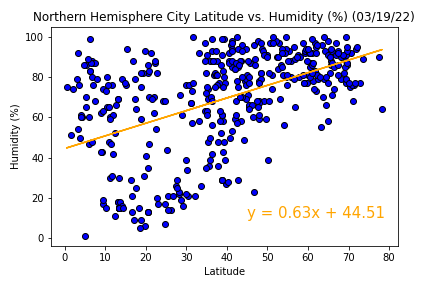 Northern Hemisphere City Latitude vs. Humidity (%) (03/19/22)
100
80
60
40
20
0
Humidity (%)
y = 0.63x + 44.51
0 10 20 30 40 50 60 70 80
Latitude